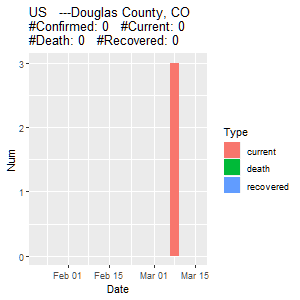 US   ---Douglas County, CO
#Confirmed: 0   #Current: 0
#Death: 0   #Recovered: 0
3
2
1
0
Num
Feb 01
Feb 15
Mar 01
Mar 15
Date
Type
current
death
recovered